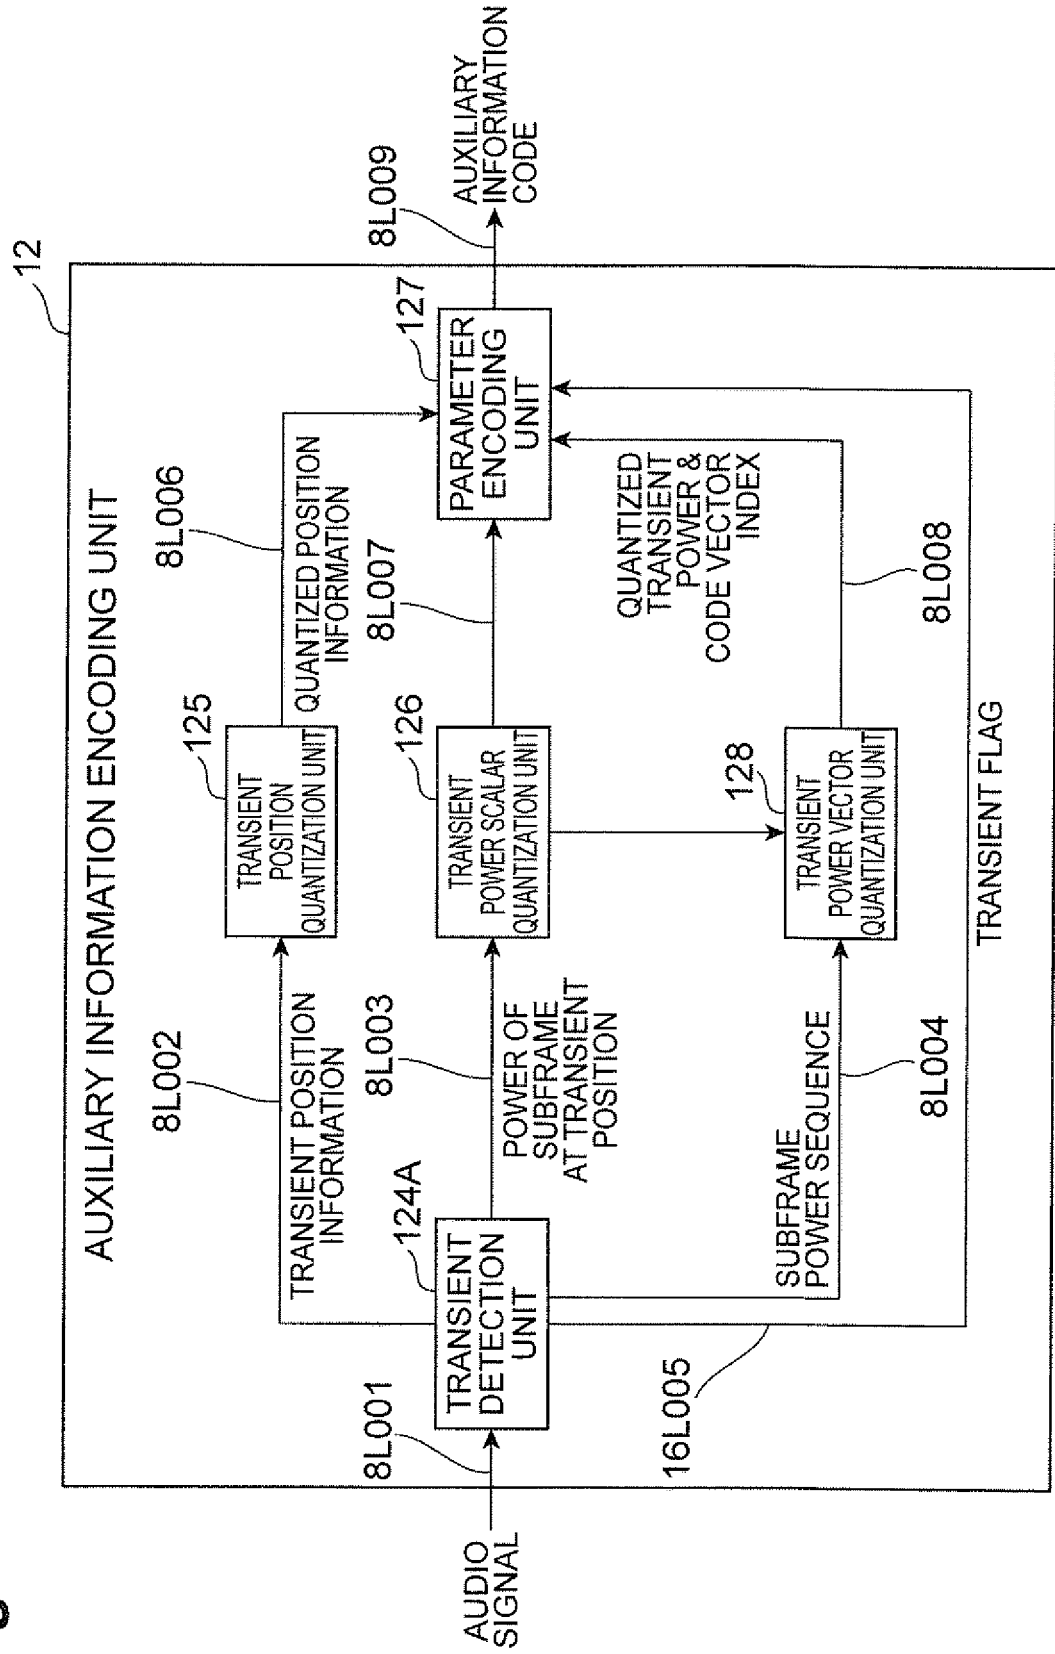 12
AUXILIARY INFORMATION ENCODING UNIT
8L002
TRANSIENT POSITION
INFORMATION
125
TRANSIENT
POSITION
QUANTIZATION UNIT
8L006
QUANTIZED POSITION
INFORMATION
8L001
AUDIO
SIGNAL
124A
TRANSIENT
DETECTION
UNIT
8L003
POWER OF
SUBFRAME
AT TRANSIENT
POSITION
126
TRANSIENT
POWER SCALAR
QUANTIZATION UNIT
8L007
127
PARAMETER
ENCODING
UNIT
8L009
AUXILIARY
INFORMATION
CODE
QUANTIZED
TRANSIENT
POWER &
CODE VECTOR
INDEX
16L005
SUBFRAME
POWER SEQUENCE
8L004
128
TRANSIENT
POWER VECTOR
QUANTIZATION UNIT
8L008
TRANSIENT FLAG